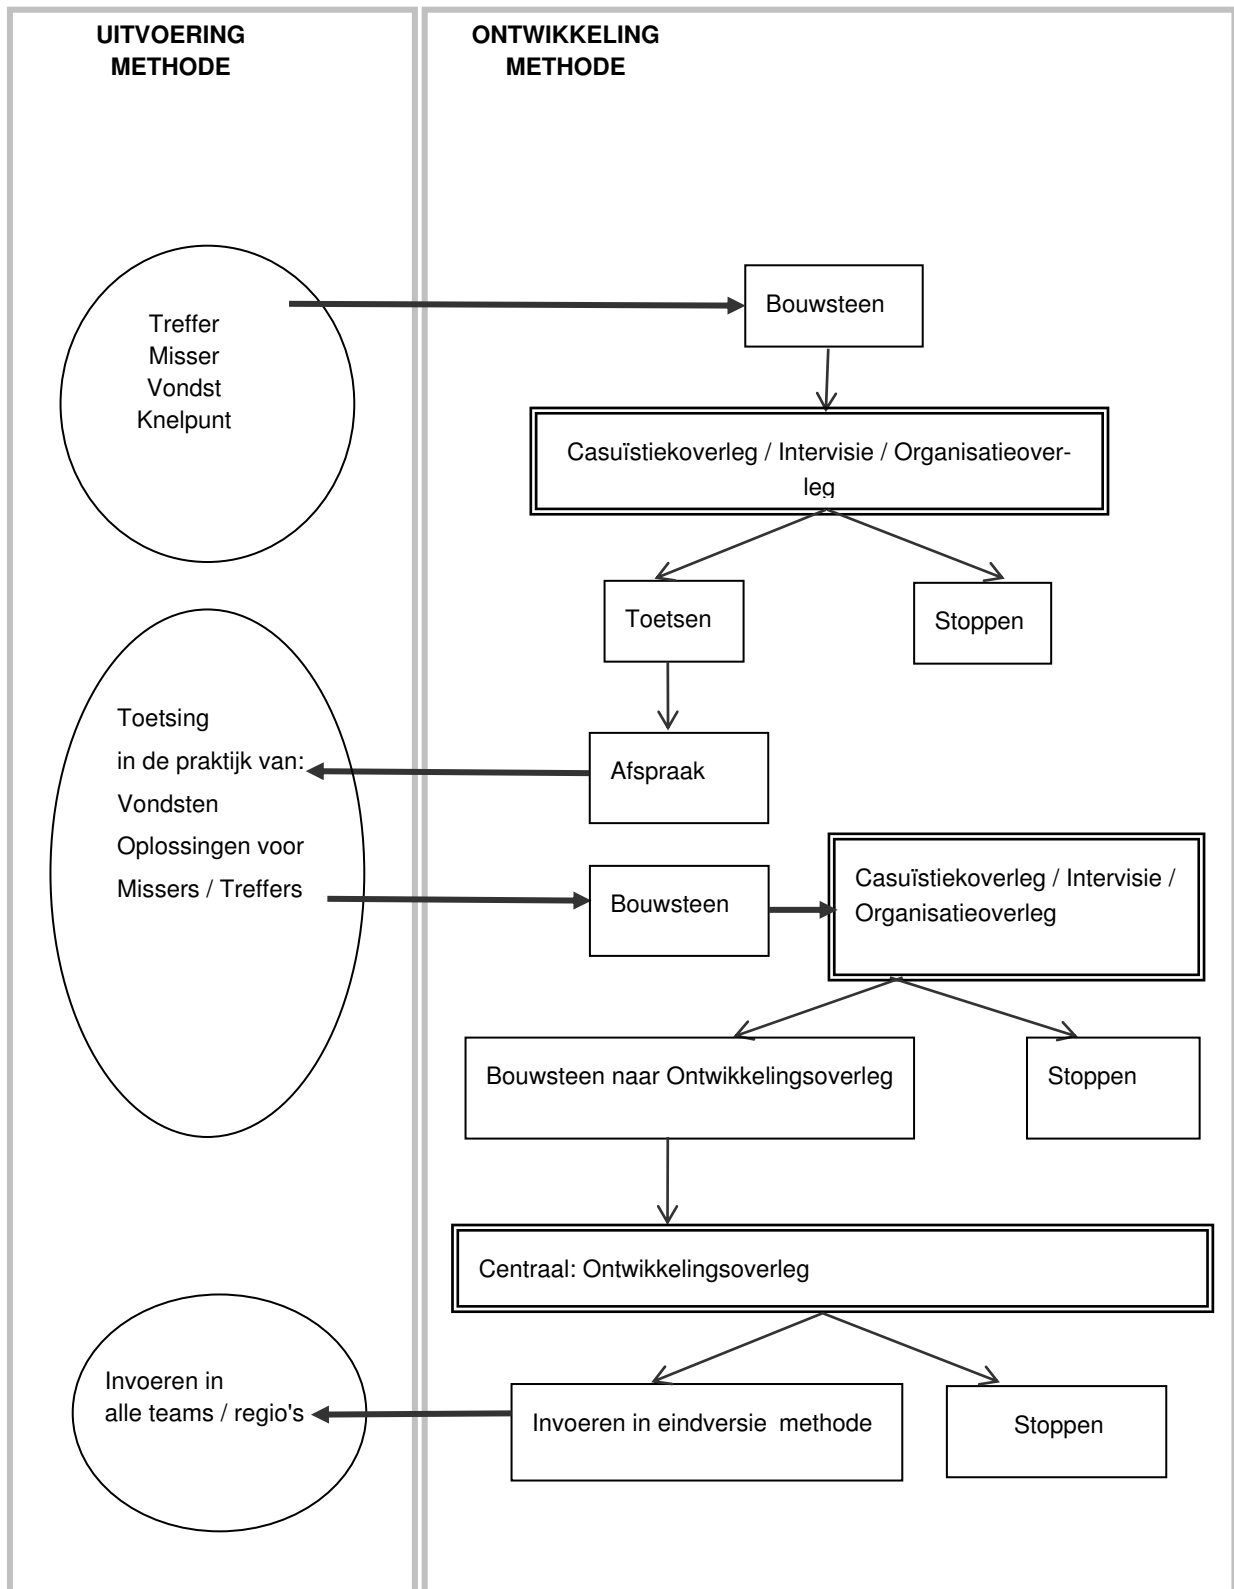 UITVOERING
METHODE
ONTWIKKELING
METHODE
Treffer
Misser
Vondst
Knelpunt
Bouwsteen
Casuïstiekoverleg / Intervisie / Organisatieover-
leg
Toetsen
Stoppen
Toetsing
in de praktijk van:
Vondsten
Oplossingen voor
Missers / Treffers
Afspraak
Bouwsteen
Casuïstiekoverleg / Intervisie /
Organisatieoverleg
Bouwsteen naar Ontwikkelingsoverleg
Stoppen
Centraal: Ontwikkelingsoverleg
Invoeren in
alle teams / regio's
Invoeren in eindversie methode
Stoppen